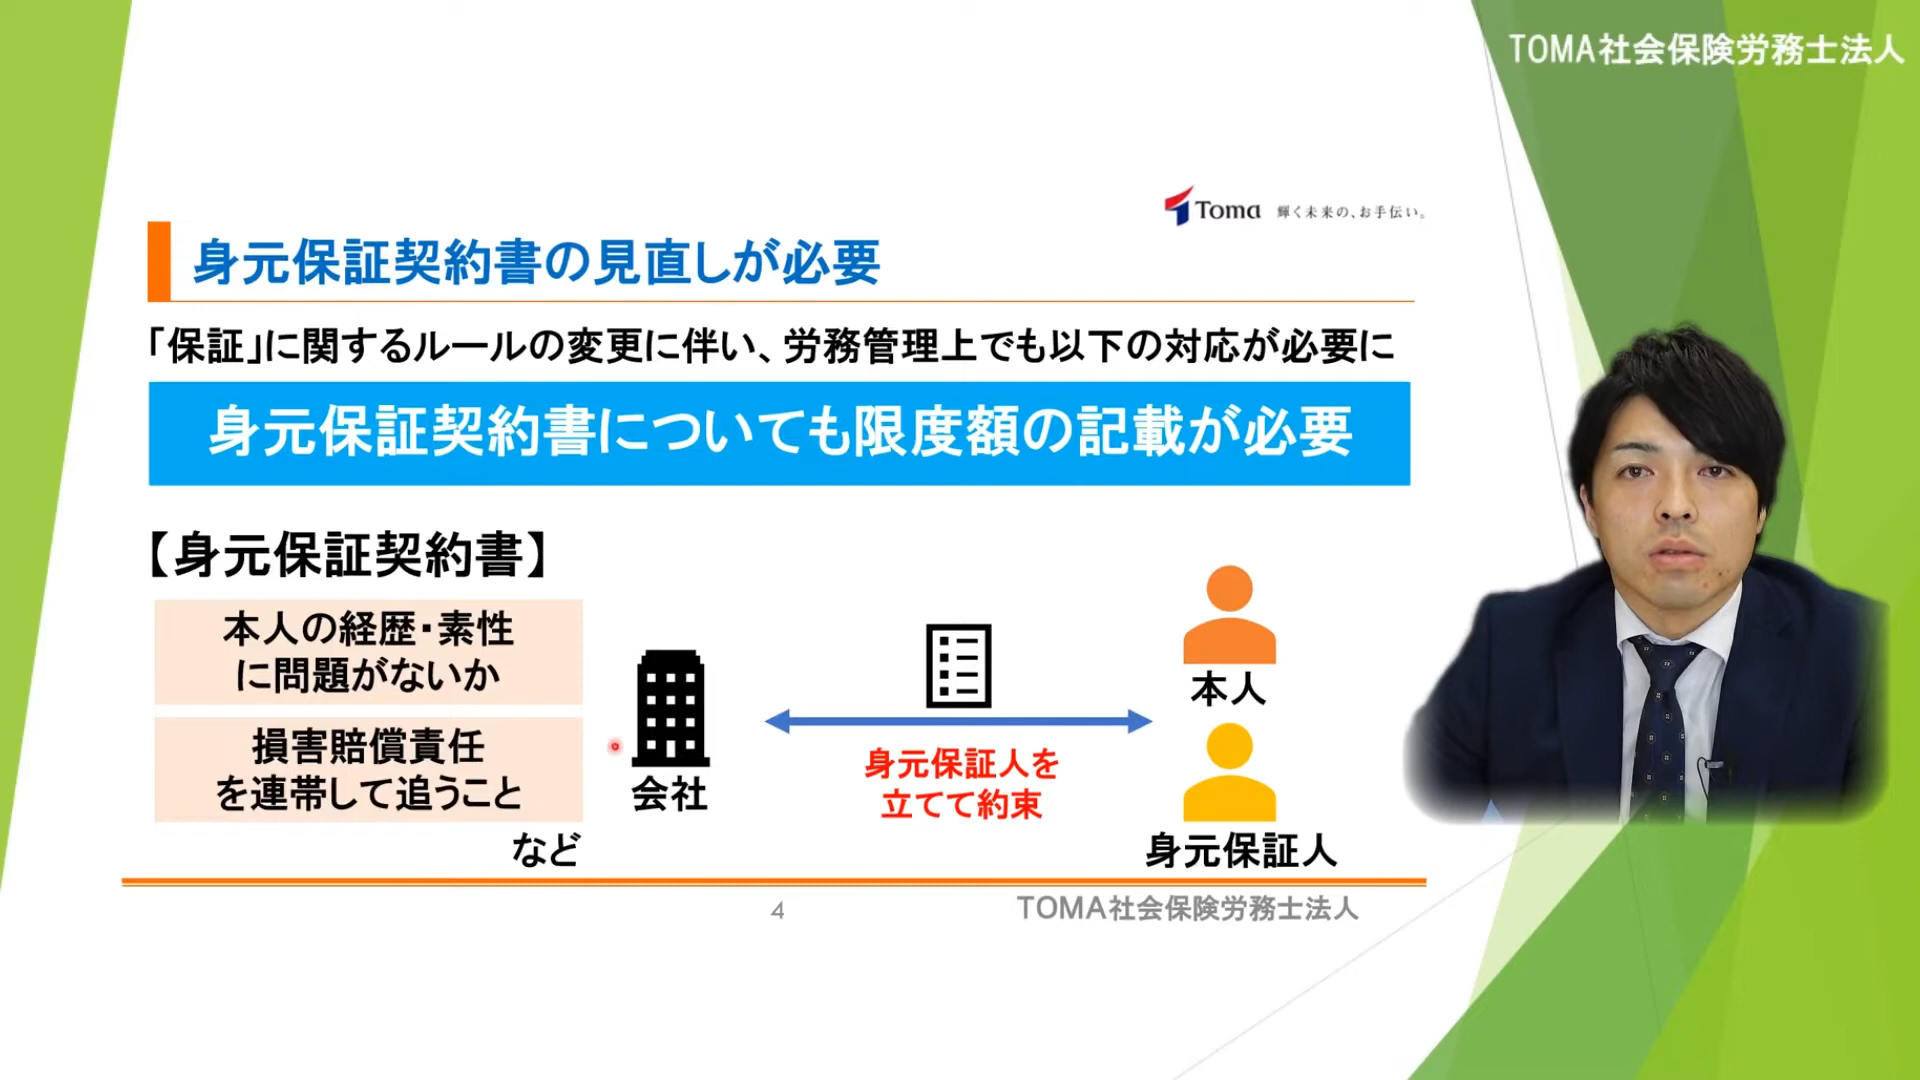 TOMA社会保険労務士法人
Toma 輝く未来の、お手伝い。
身元保証契約書の見直しが必要
「保証」に関するルールの変更に伴い、労務管理上でも以下の対応が必要に
身元保証契約書についても限度額の記載が必要
【身元保証契約書】
本人の経歴・素性
に問題がないか
損害賠償責任
を連帯して追うこと
など
会社
身元保証人を
立てて約束
本人
身元保証人
4
TOMA社会保険労務士法人